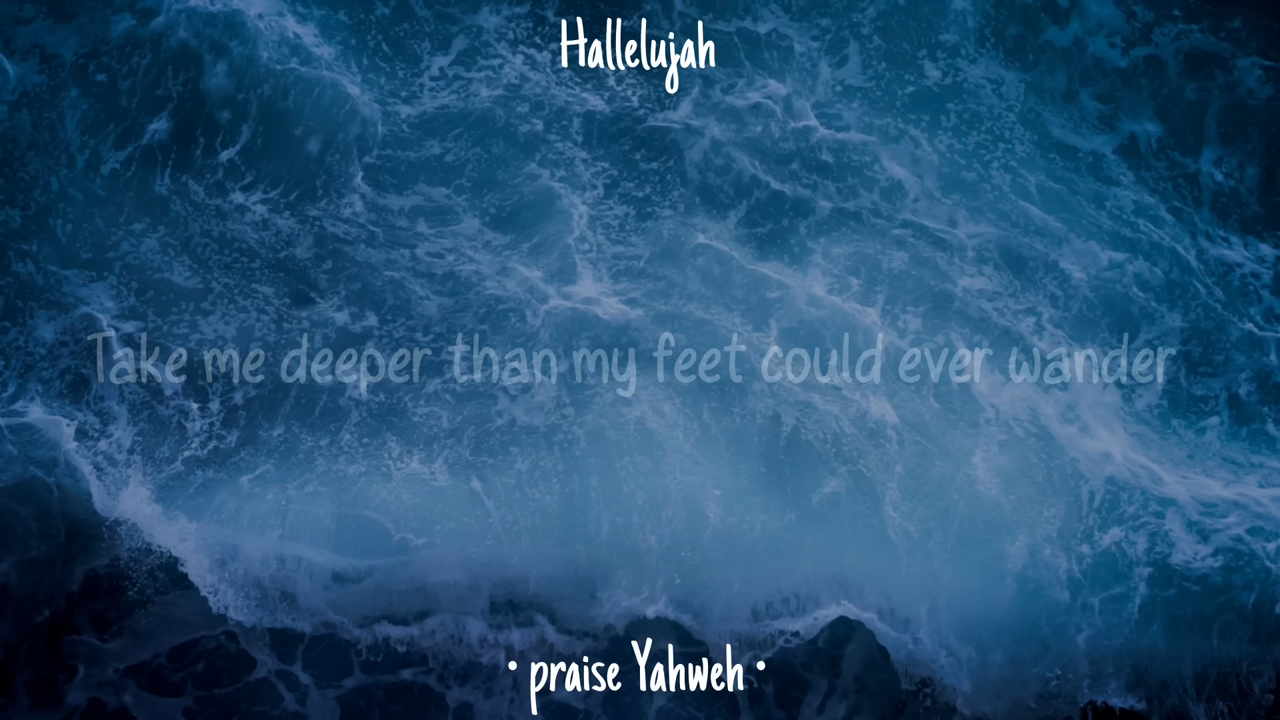 Hallelujah
Take me deeper than my feet could ever wander
• praise Yahweh •